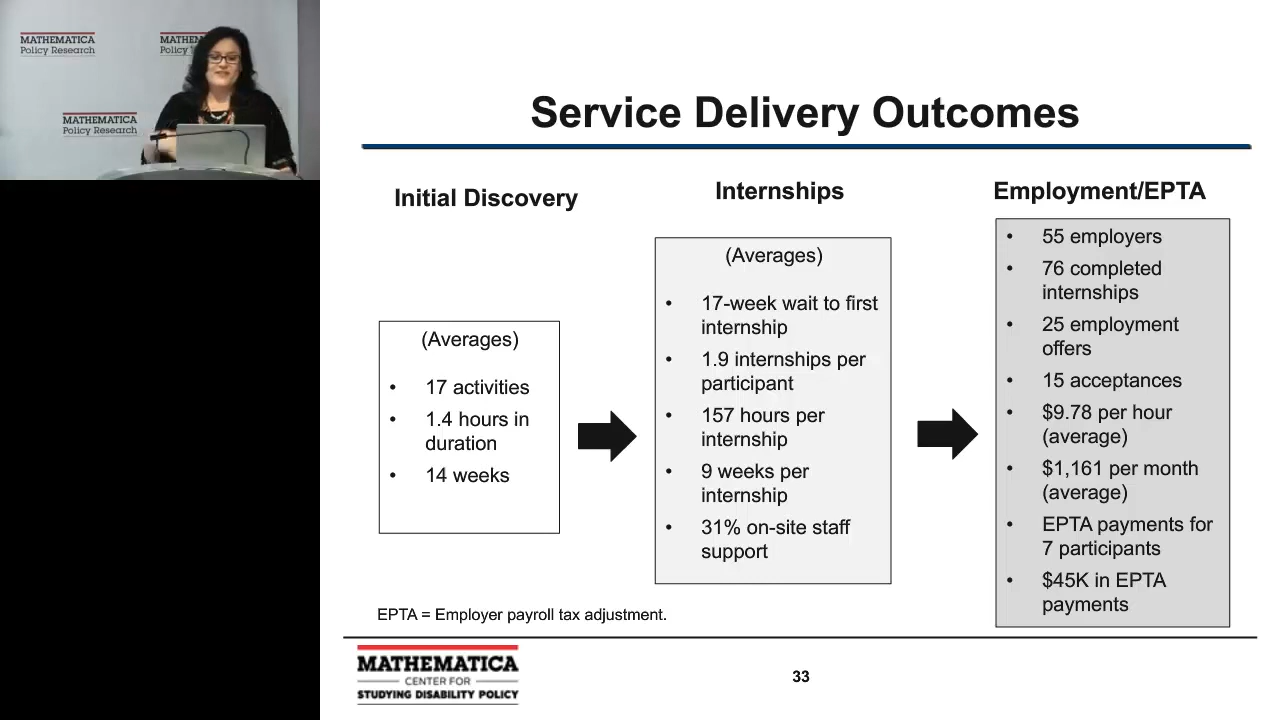 MATHEMATICA
Policy Research
MATHEMATICA
Policy
MATHEMATICA
Policy Research
Service Delivery Outcomes
Initial Discovery
(Averages)
• 17 activities
• 1.4 hours in
duration
• 14 weeks
Internships
(Averages)
• 17-week wait to first
internship
• 1.9 internships per
participant
• 157 hours per
internship
• 9 weeks per
internship
• 31% on-site staff
support
Employment/EPTA
• 55 employers
• 76 completed
internships
• 25 employment
offers
• 15 acceptances
• $9.78 per hour
(average)
• $1,161 per month
(average)
• EPTA payments for
7 participants
• $45K in EPTA
payments
EPTA = Employer payroll tax adjustment.
MATHEMATICA
CENTER FOR
STUDYING DISABILITY POLICY
33